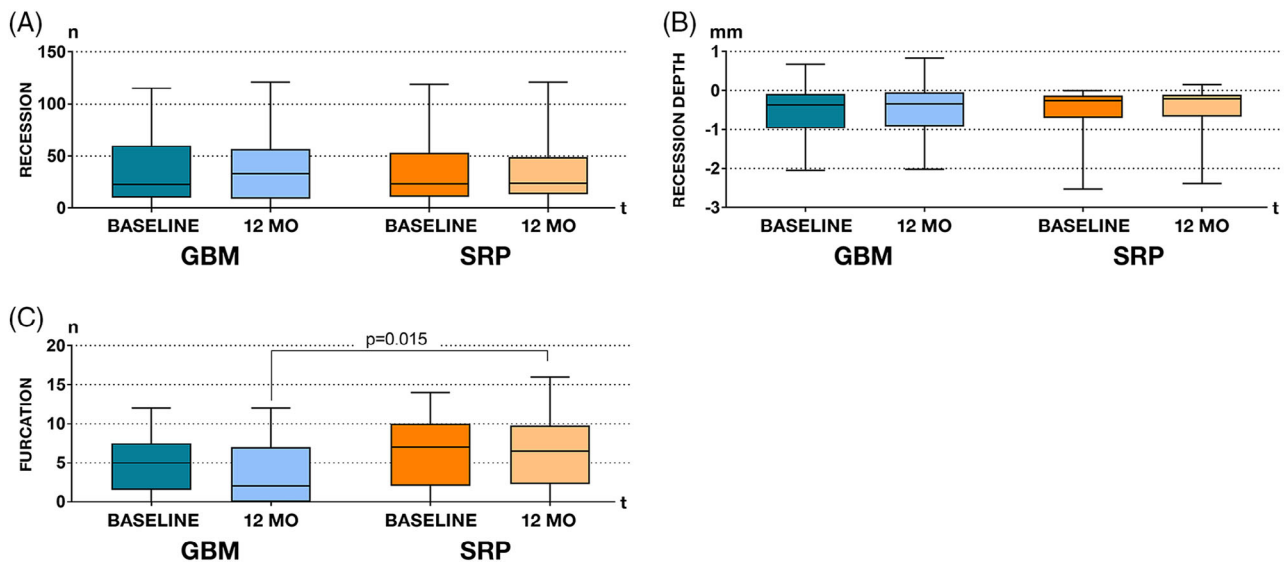 (A)
n
RECESSION
150
100
50
0
t
BASELINE 12 MO BASELINE 12 MO
GBM SRP
(B)
mm
RECESSION DEPTH
1
0
-1
-2
-3
t
BASELINE 12 MO BASELINE 12 MO
GBM SRP
(C)
n
FURCATION
20
p=0.015
15
10
5
0
t
BASELINE 12 MO BASELINE 12 MO
GBM SRP